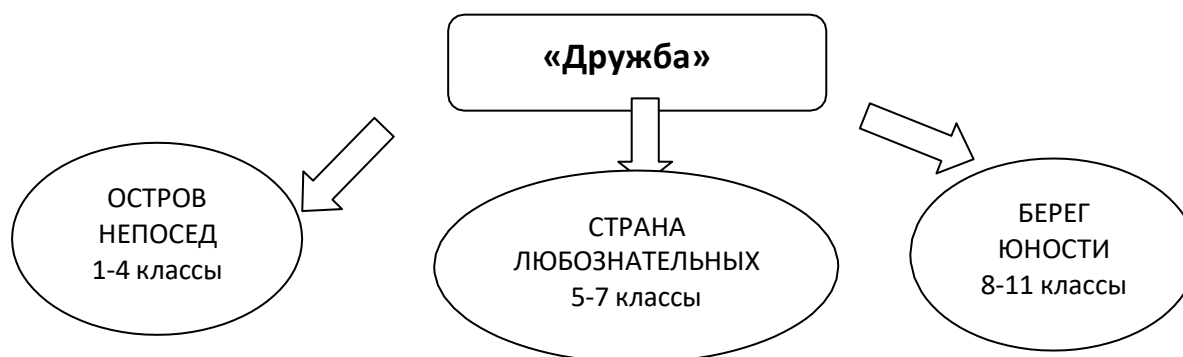 «Дружба»
ОСТРОВ
НЕПОСЕД
1-4 классы
СТРАНА
ЛЮБОЗНАТЕЛЬНЫХ
5-7 классы
БЕРЕГ
ЮНОСТИ
8-11 классы